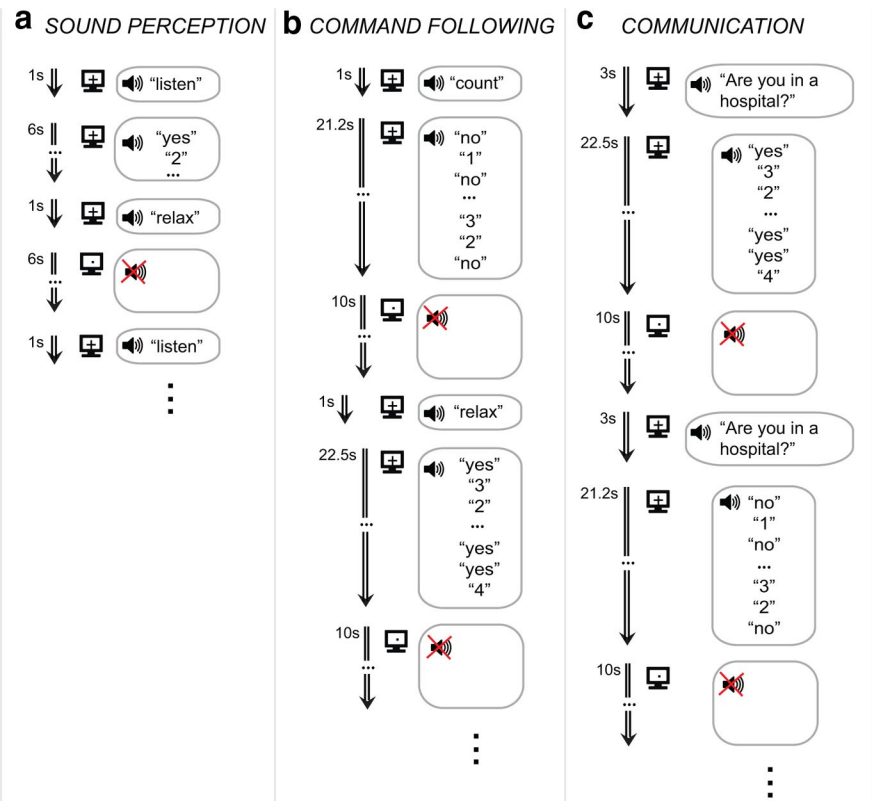 a SOUND PERCEPTION
1s
“listen”
6s
“yes”
“2”
...
...
1s
“relax”
6s
...
1s
“listen”
b COMMAND FOLLOWING
1s
“count”
21.2s
“no”
“1”
“no”
...
...
“3”
“2”
“no”
10s
...
1s
“relax”
22.5s
“yes”
“3”
“2”
...
...
“yes”
“yes”
“4”
10s
...
c COMMUNICATION
3s
“Are you in a
hospital?”
22.5s
“yes”
“3”
“2”
...
...
“yes”
“yes”
“4”
10s
...
3s
“Are you in a
hospital?”
21.2s
“no”
“1”
“no”
...
...
“3”
“2”
“no”
10s
...